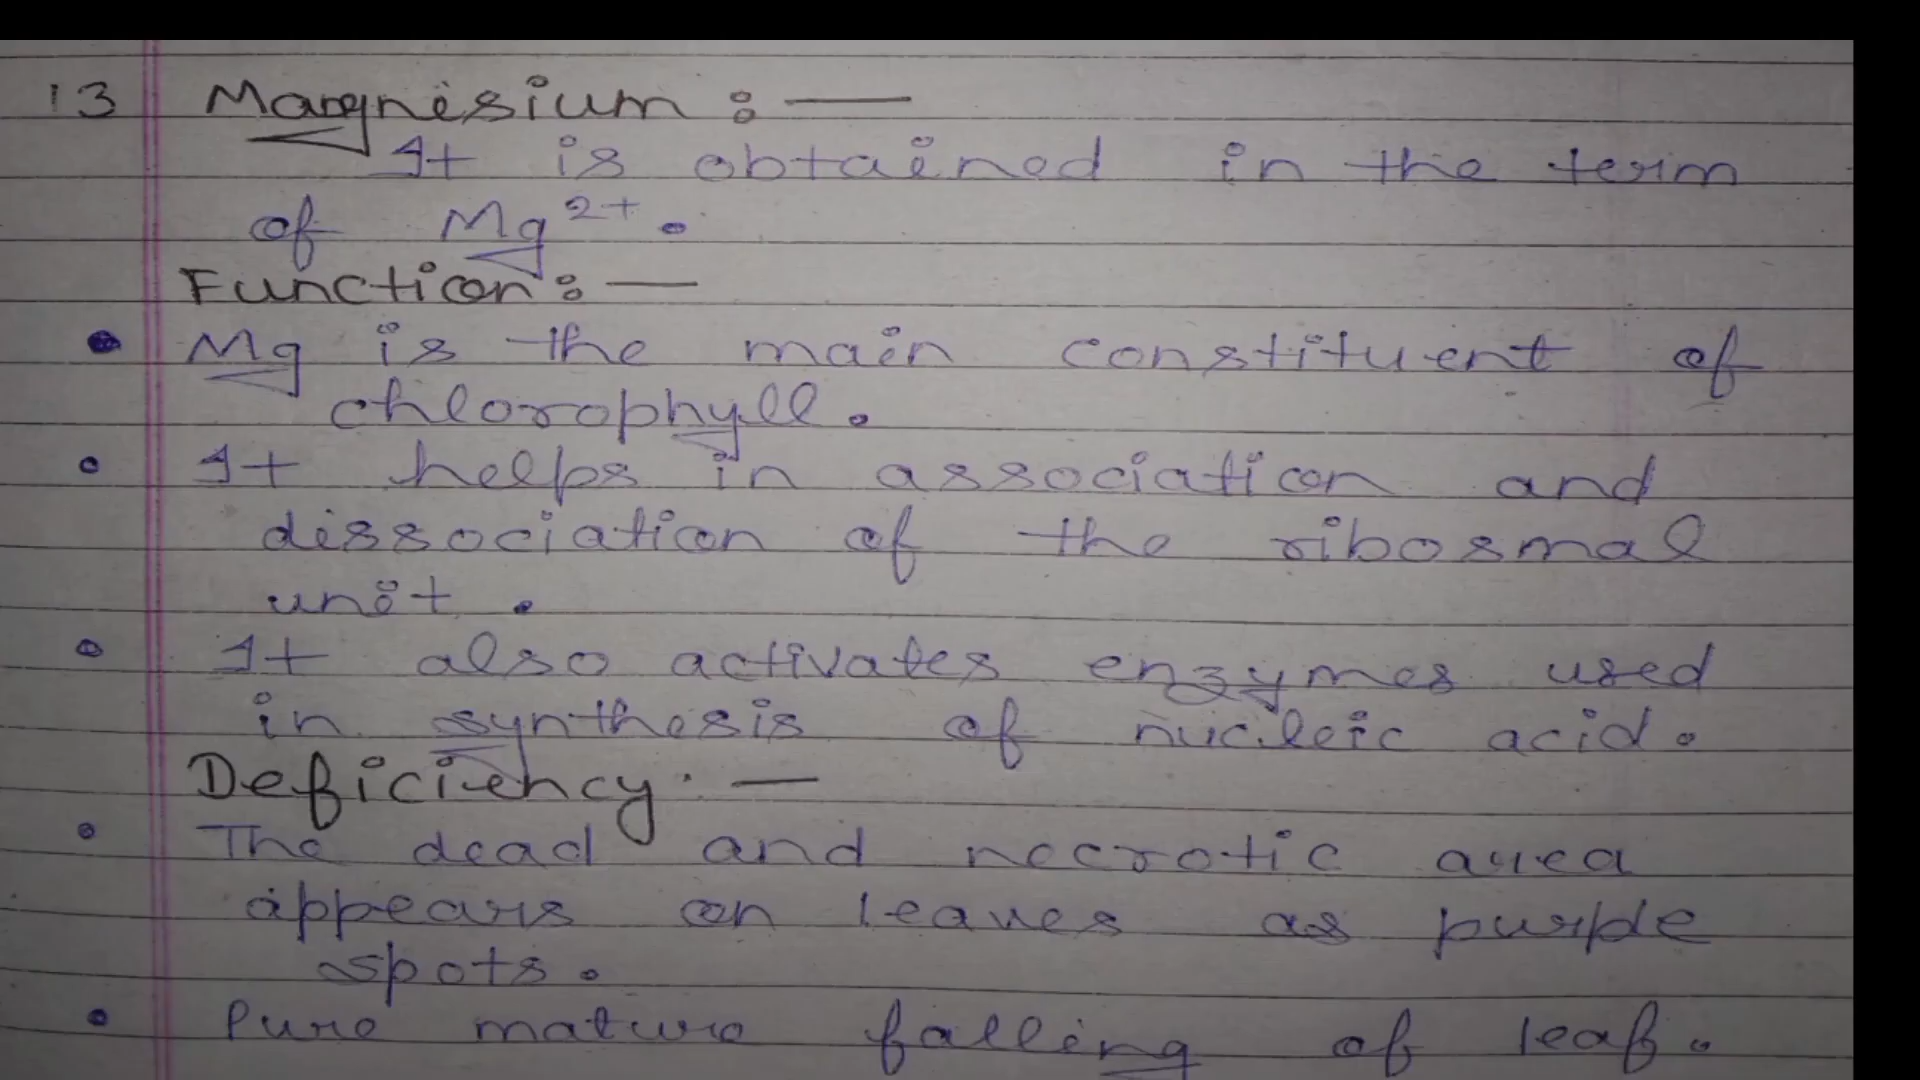 13 Magnesium :—
It is obtained in the term
of Mg2+.
Function :—
Mg is the main constituent of
chlorophyll.
It helps in association and
dissociation of the ribosmal
unit.
It also activates enzymes used
in synthesis of nucleic acid.
Deficiency :—
The dead and necrotic area
appears on leaves as purple
spots.
Pure mature falling of leaf.